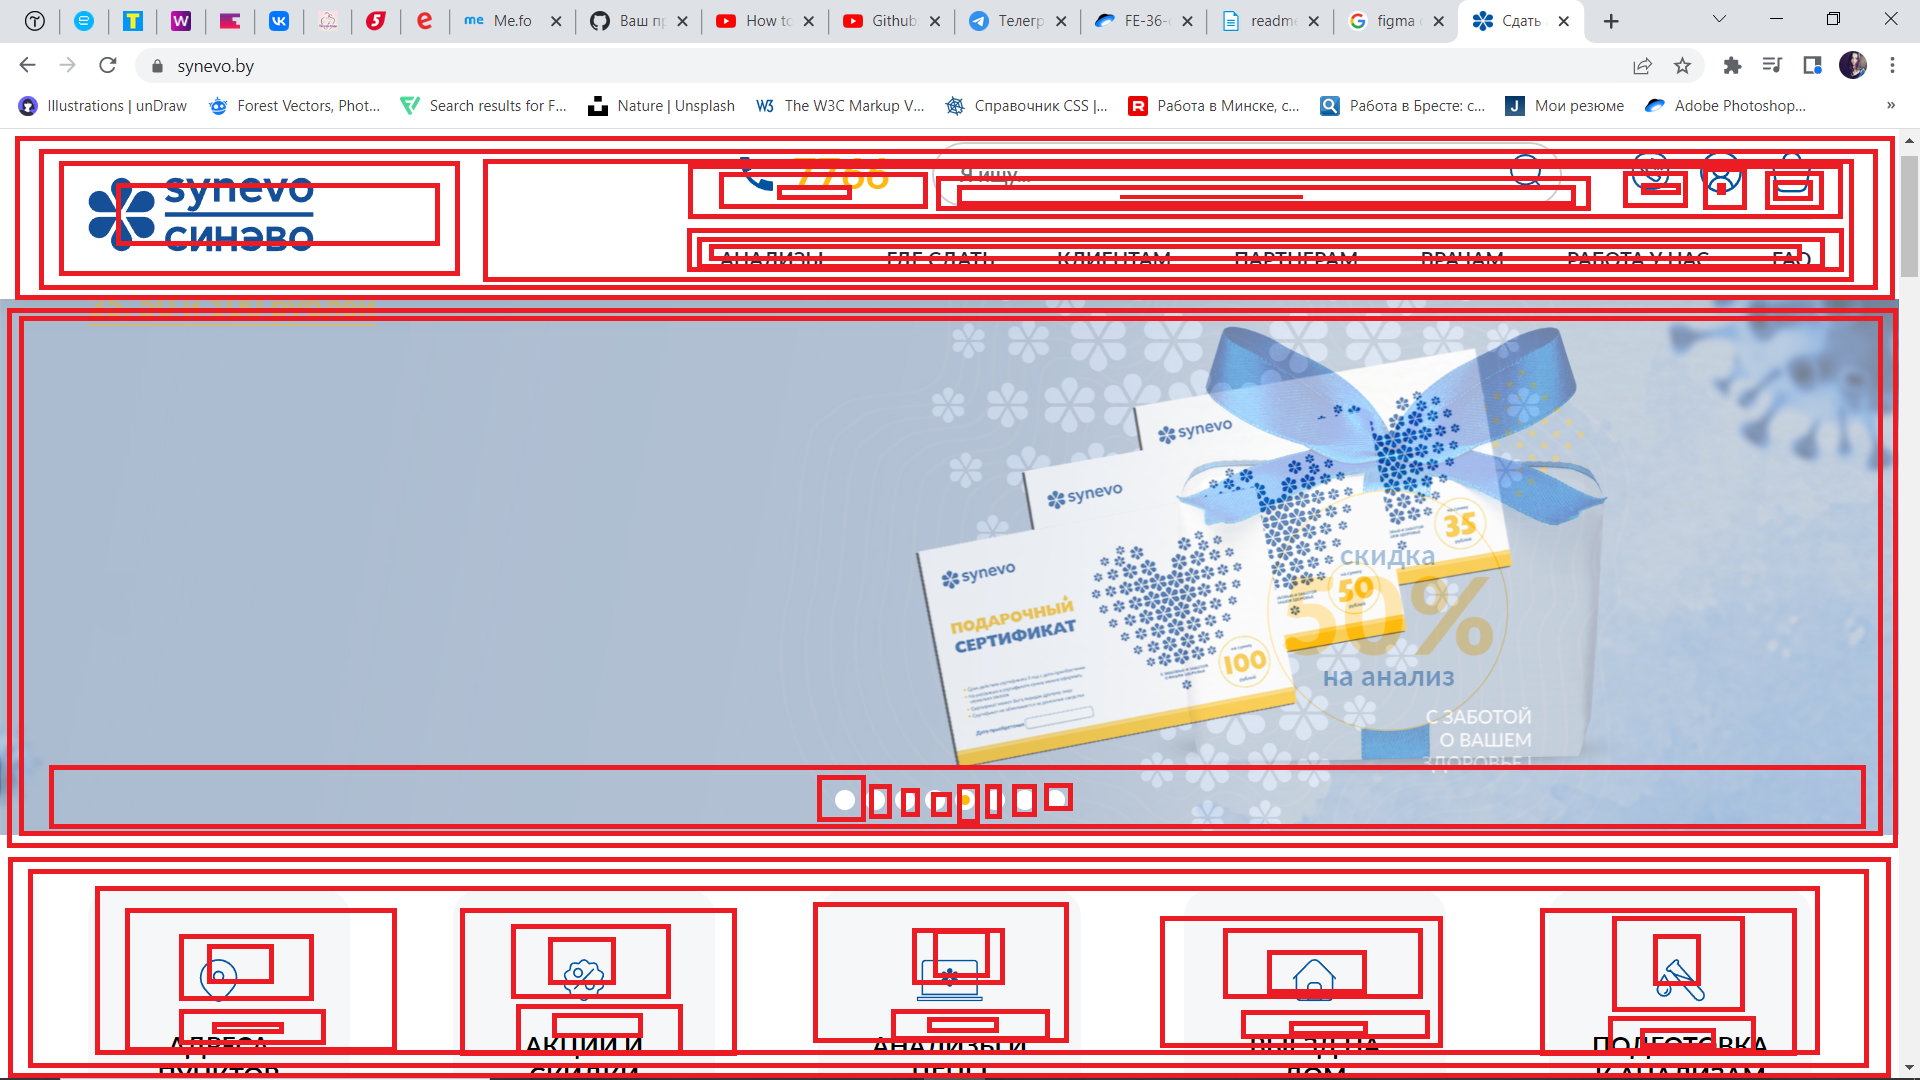 Me.fo
Ваш пр
How to
Github
Телегр
FE-36-
readme
figma
Сдать
synevo.by
Illustrations | unDraw
Forest Vectors, Phot...
Search results for F...
Nature | Unsplash
The W3C Markup V...
Справочник CSS |...
Работа в Минске, с...
Работа в Бресте: с...
Мои резюме
Adobe Photoshop...
»
synevo
синэво
7766
Я ищу...
АНАЛИЗЫ ГДЕ СДАТЬ КЛИЕНТАМ ПАРТНЕРАМ ВРАЧАМ РАБОТА У НАС FAQ
synevo
synevo
synevo
ПОДАРОЧНЫЙ
СЕРТИФИКАТ
100
50
35
скидка
50%
на анализ
С ЗАБОТОЙ
О ВАШЕМ
ЗДОРОВЬЕ!
АДРЕСА
ПУНКТОВ
АКЦИИ И
СКИДКИ
АНАЛИЗЫ И
ЦЕНЫ
ВЫЕЗД НА
ДОМ
ПОДГОТОВКА
К АНАЛИЗАМ